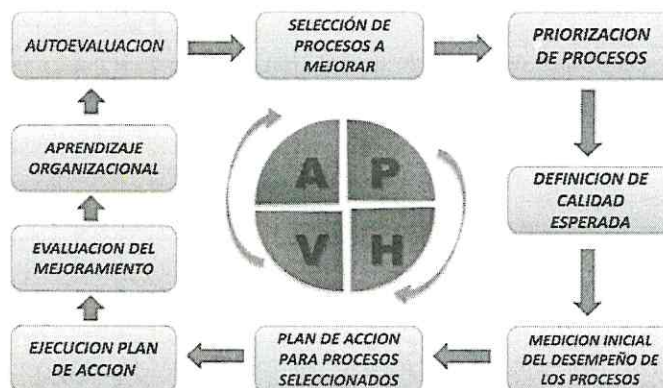 AUTOEVALUACION
SELECCIÓN DE
PROCESOS A
MEJORAR
PRIORIZACION
DE PROCESOS
APRENDIZAJE
ORGANIZACIONAL
A P
V H
DEFINICION DE
CALIDAD
ESPERADA
EVALUACION DEL
MEJORAMIENTO
EJECUCION PLAN
DE ACCION
PLAN DE ACCION
PARA PROCESOS
SELECCIONADOS
MEDICION INICIAL
DEL DESEMPEÑO DE
LOS PROCESOS